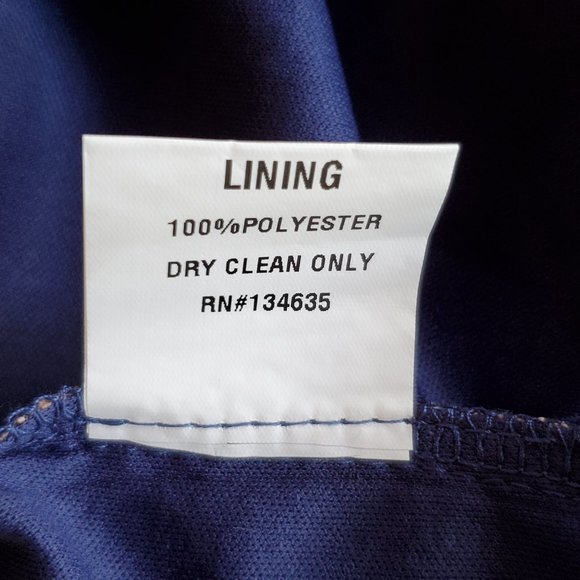 LINING
100%POLYESTER
DRY CLEAN ONLY
RN#134635